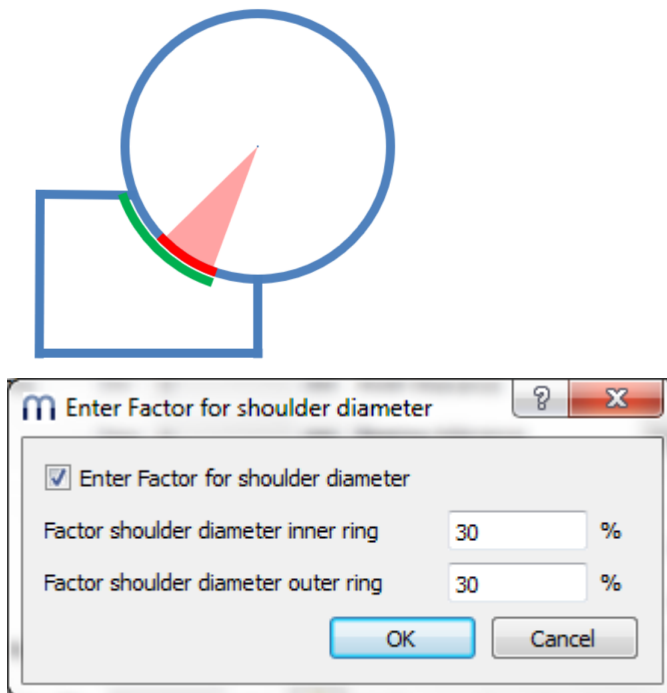 m Enter Factor for shoulder diameter
?
Enter Factor for shoulder diameter
Factor shoulder diameter inner ring 30 %
Factor shoulder diameter outer ring 30 %
OK Cancel